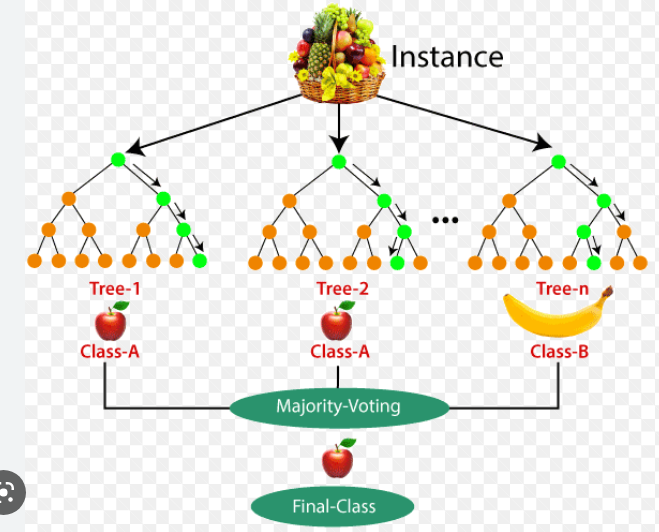 Instance
Tree-1
Tree-2
Tree-n
Class-A
Class-A
Class-B
Majority-Voting
Final-Class